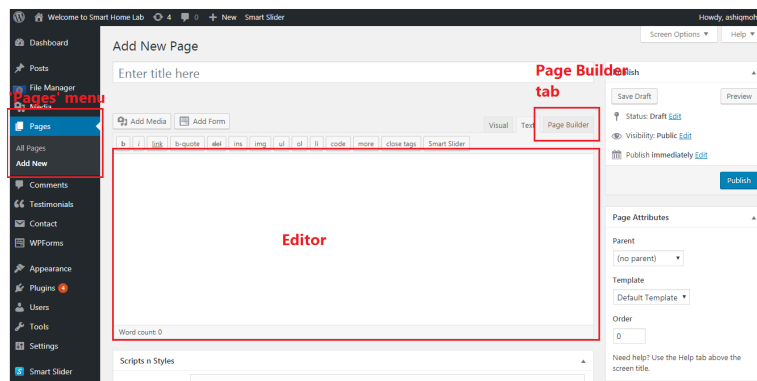 Welcome to Smart Home Lab 4 0 New Smart Slider Howdy, ashiqmoh
Screen Options Help
Dashboard
Posts
File Manager
Media
Pages
All Pages
Add New
Comments
Testimonials
Contact
WPForms
Appearance
Plugins 4
Users
Tools
Settings
Smart Slider
'Pages' menu
Add New Page
Enter title here
Page Builder
tab
Add Media Add Form
Visual Text Page Builder
b i link b-quote del ins img ul ol li code more close tags Smart Slider
Editor
Word count: 0
Scripts n Styles
Publish
Save Draft Preview
Status: Draft Edit
Visibility: Public Edit
Publish immediately Edit
Publish
Page Attributes
Parent
(no parent)
Template
Default Template
Order
0
Need help? Use the Help tab above the
screen title.